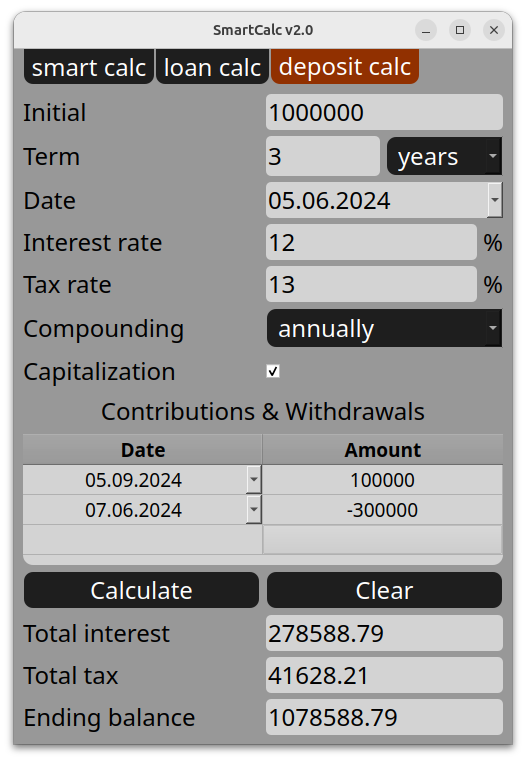 SmartCalc v2.0
smart calc loan calc deposit calc
Initial 1000000
Term 3 years
Date 05.06.2024
Interest rate 12 %
Tax rate 13 %
Compounding annually
Capitalization
Contributions & Withdrawals
Date Amount
05.09.2024 100000
07.06.2024 -300000
Calculate Clear
Total interest 278588.79
Total tax 41628.21
Ending balance 1078588.79